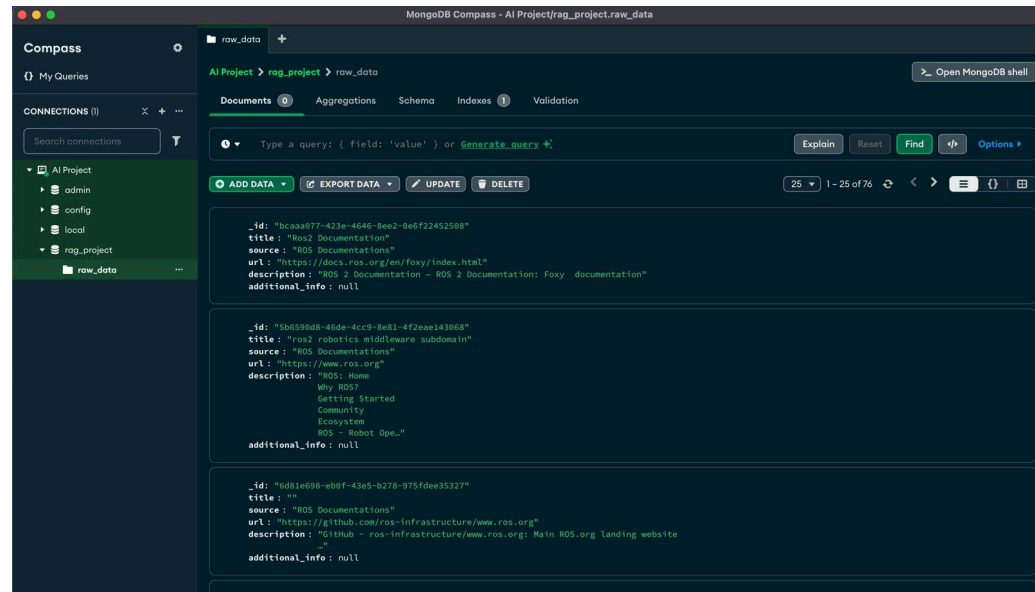 MongoDB Compass - AI Project/rag_project.raw_data
Compass
{} My Queries
CONNECTIONS (1)
Search connections
AI Project
admin
config
local
rag_project
raw_data
raw_data
AI Project > rag_project > raw_data
>_ Open MongoDB shell
Documents 0 Aggregations Schema Indexes 1 Validation
Type a query: { field: 'value' } or Generate query
Explain Reset Find </> Options
ADD DATA EXPORT DATA UPDATE DELETE
25 1 – 25 of 76 {}
_id: "bcaaa077-423e-4646-8ee2-0e6f22452508"
title : "Ros2 Documentation"
source : "ROS Documentations"
url : "https://docs.ros.org/en/foxy/index.html"
description : "ROS 2 Documentation — ROS 2 Documentation: Foxy documentation"
additional_info : null
_id: "5b6590d8-46de-4cc9-8e81-4f2eae143068"
title : "ros2 robotics middleware subdomain"
source : "ROS Documentations"
url : "https://www.ros.org"
description : "ROS: Home
Why ROS?
Getting Started
Community
Ecosystem
ROS - Robot Ope…"
additional_info : null
_id: "6d81e698-eb0f-43e5-b278-975fdee35327"
title : ""
source : "ROS Documentations"
url : "https://github.com/ros-infrastructure/www.ros.org"
description : "GitHub - ros-infrastructure/www.ros.org: Main ROS.org landing website
…"
additional_info : null